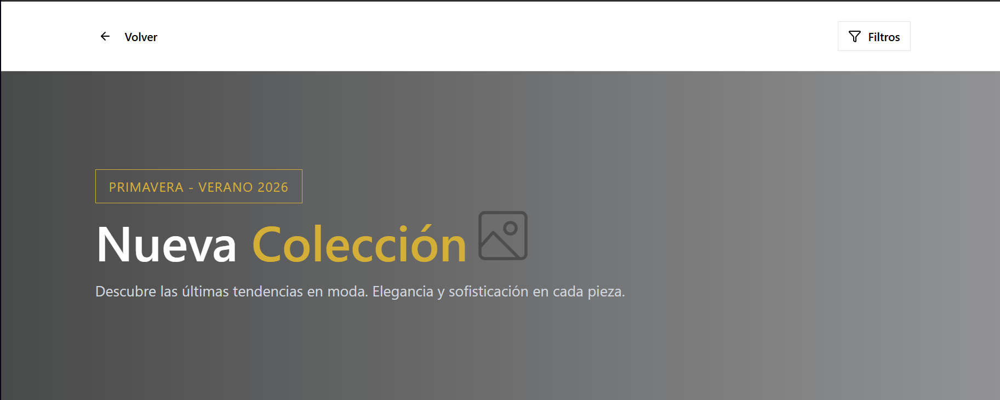 Volver
Filtros
PRIMAVERA - VERANO 2026
Nueva Colección
Descubre las últimas tendencias en moda. Elegancia y sofisticación en cada pieza.